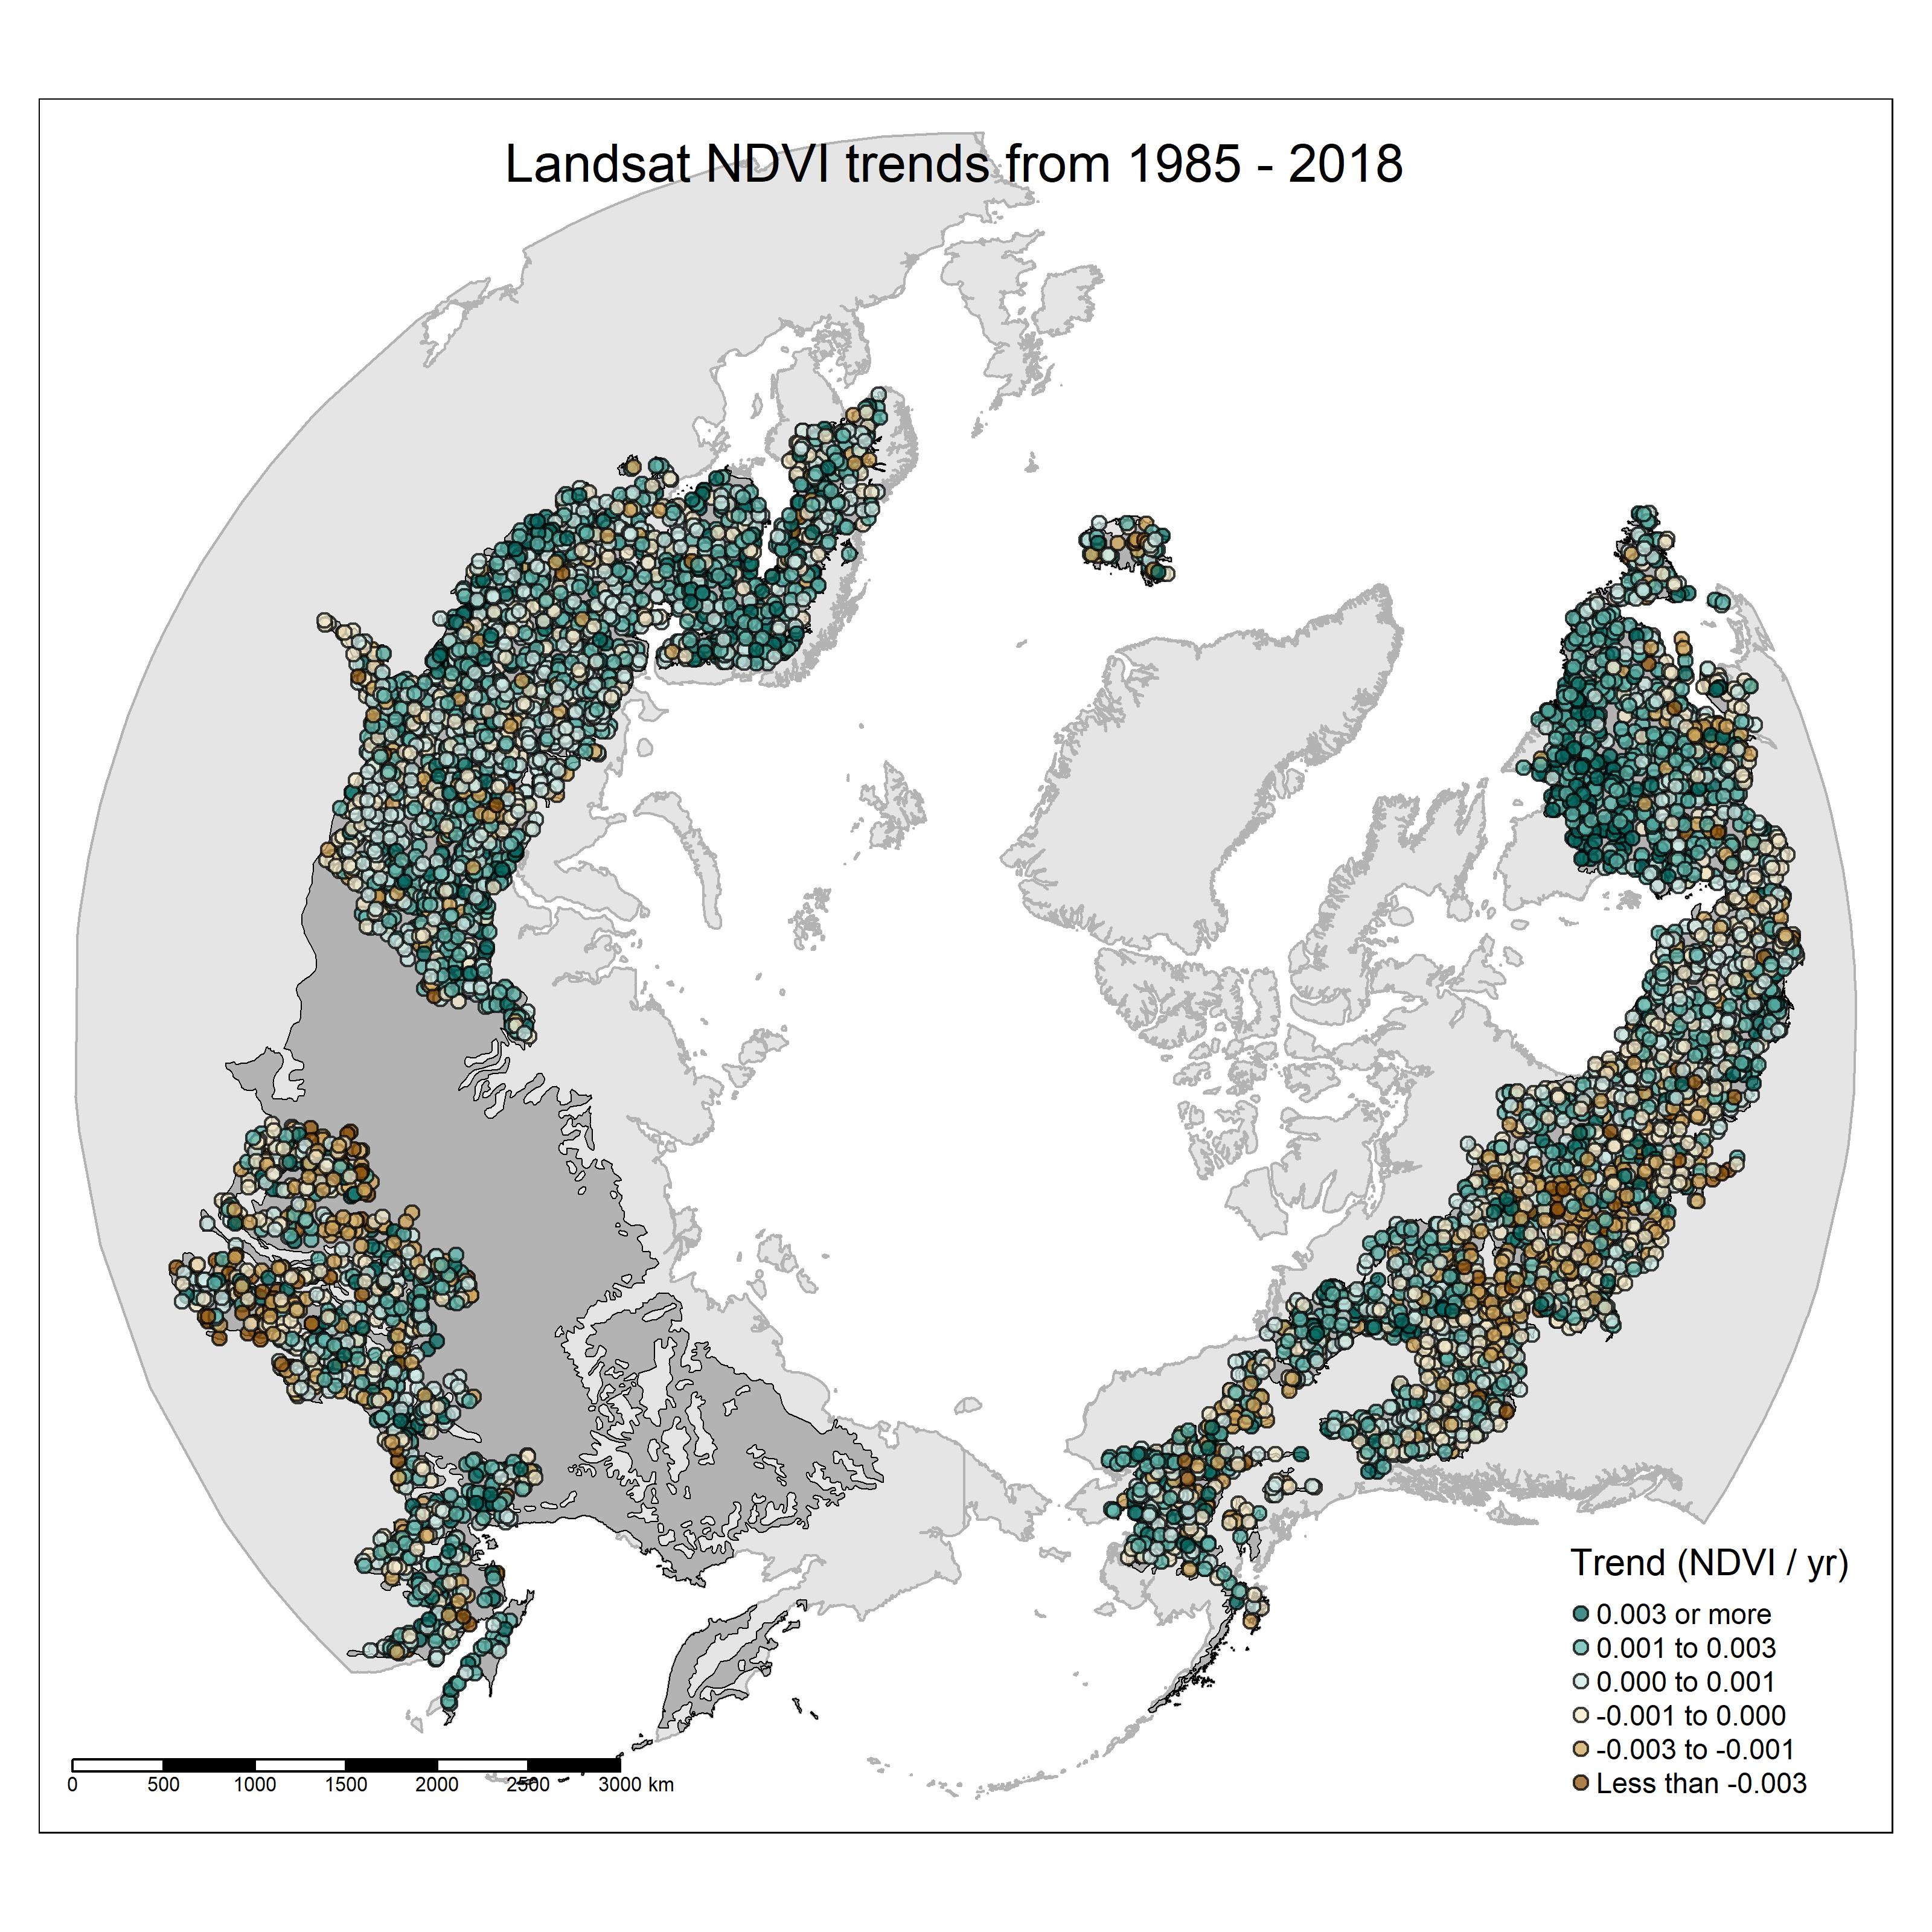 Landsat NDVI trends from 1985 - 2018
Trend (NDVI / yr)
0.003 or more
0.001 to 0.003
0.000 to 0.001
-0.001 to 0.000
-0.003 to -0.001
Less than -0.003
0 500 1000 1500 2000 2500 3000 km